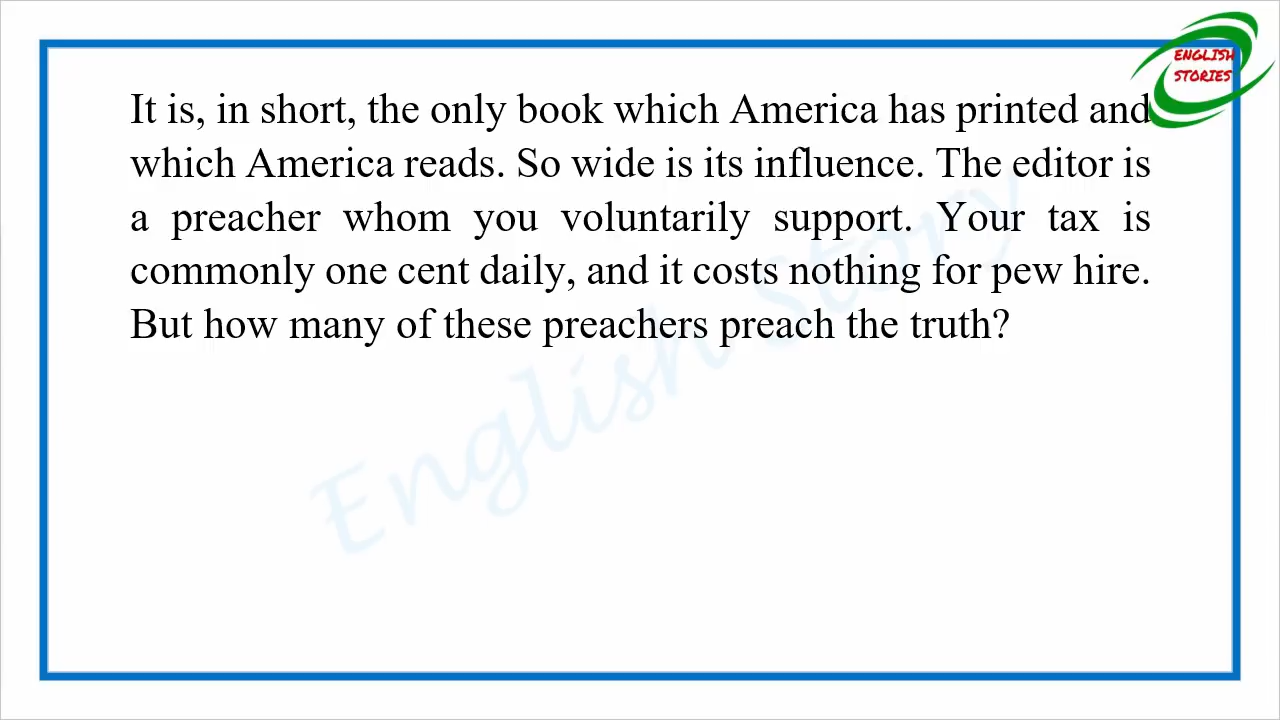 ENGLISH
STORIES
It is, in short, the only book which America has printed and
which America reads. So wide is its influence. The editor is
a preacher whom you voluntarily support. Your tax is
commonly one cent daily, and it costs nothing for pew hire.
But how many of these preachers preach the truth?
English Story